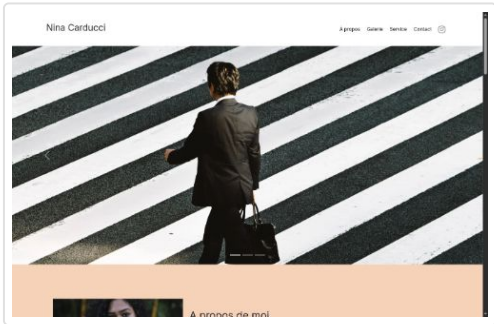 Nina Carducci
À propos Galerie Service Contact
A propos de moi